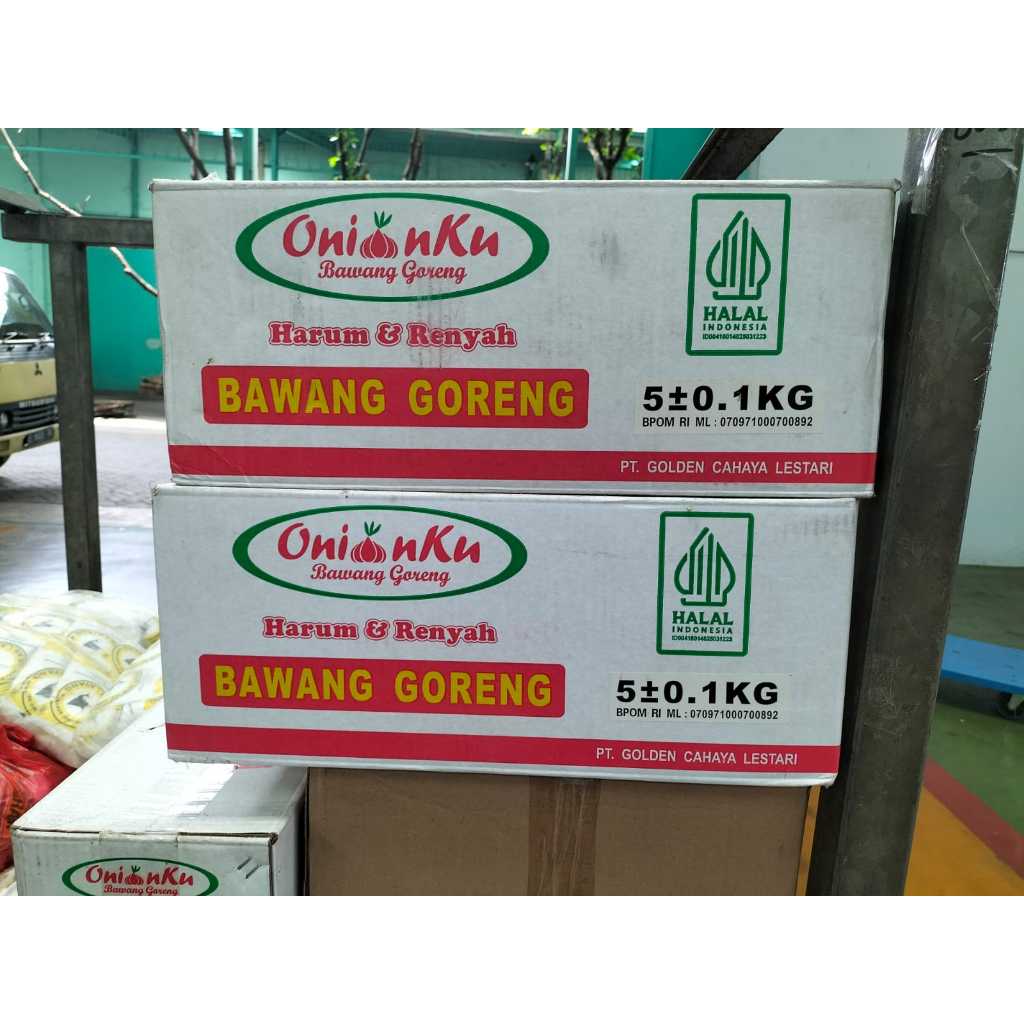 OnionKu
Bawang Goreng
Harum & Renyah
BAWANG GORENG
HALAL
INDONESIA
5±0.1KG
BPOM RI ML : 070971000700892
PT. GOLDEN CAHAYA LESTARI
OnionKu
Bawang Goreng
Harum & Renyah
BAWANG GORENG
HALAL
INDONESIA
5±0.1KG
BPOM RI ML : 070971000700892
PT. GOLDEN CAHAYA LESTARI
OnionKu
Bawang Goreng